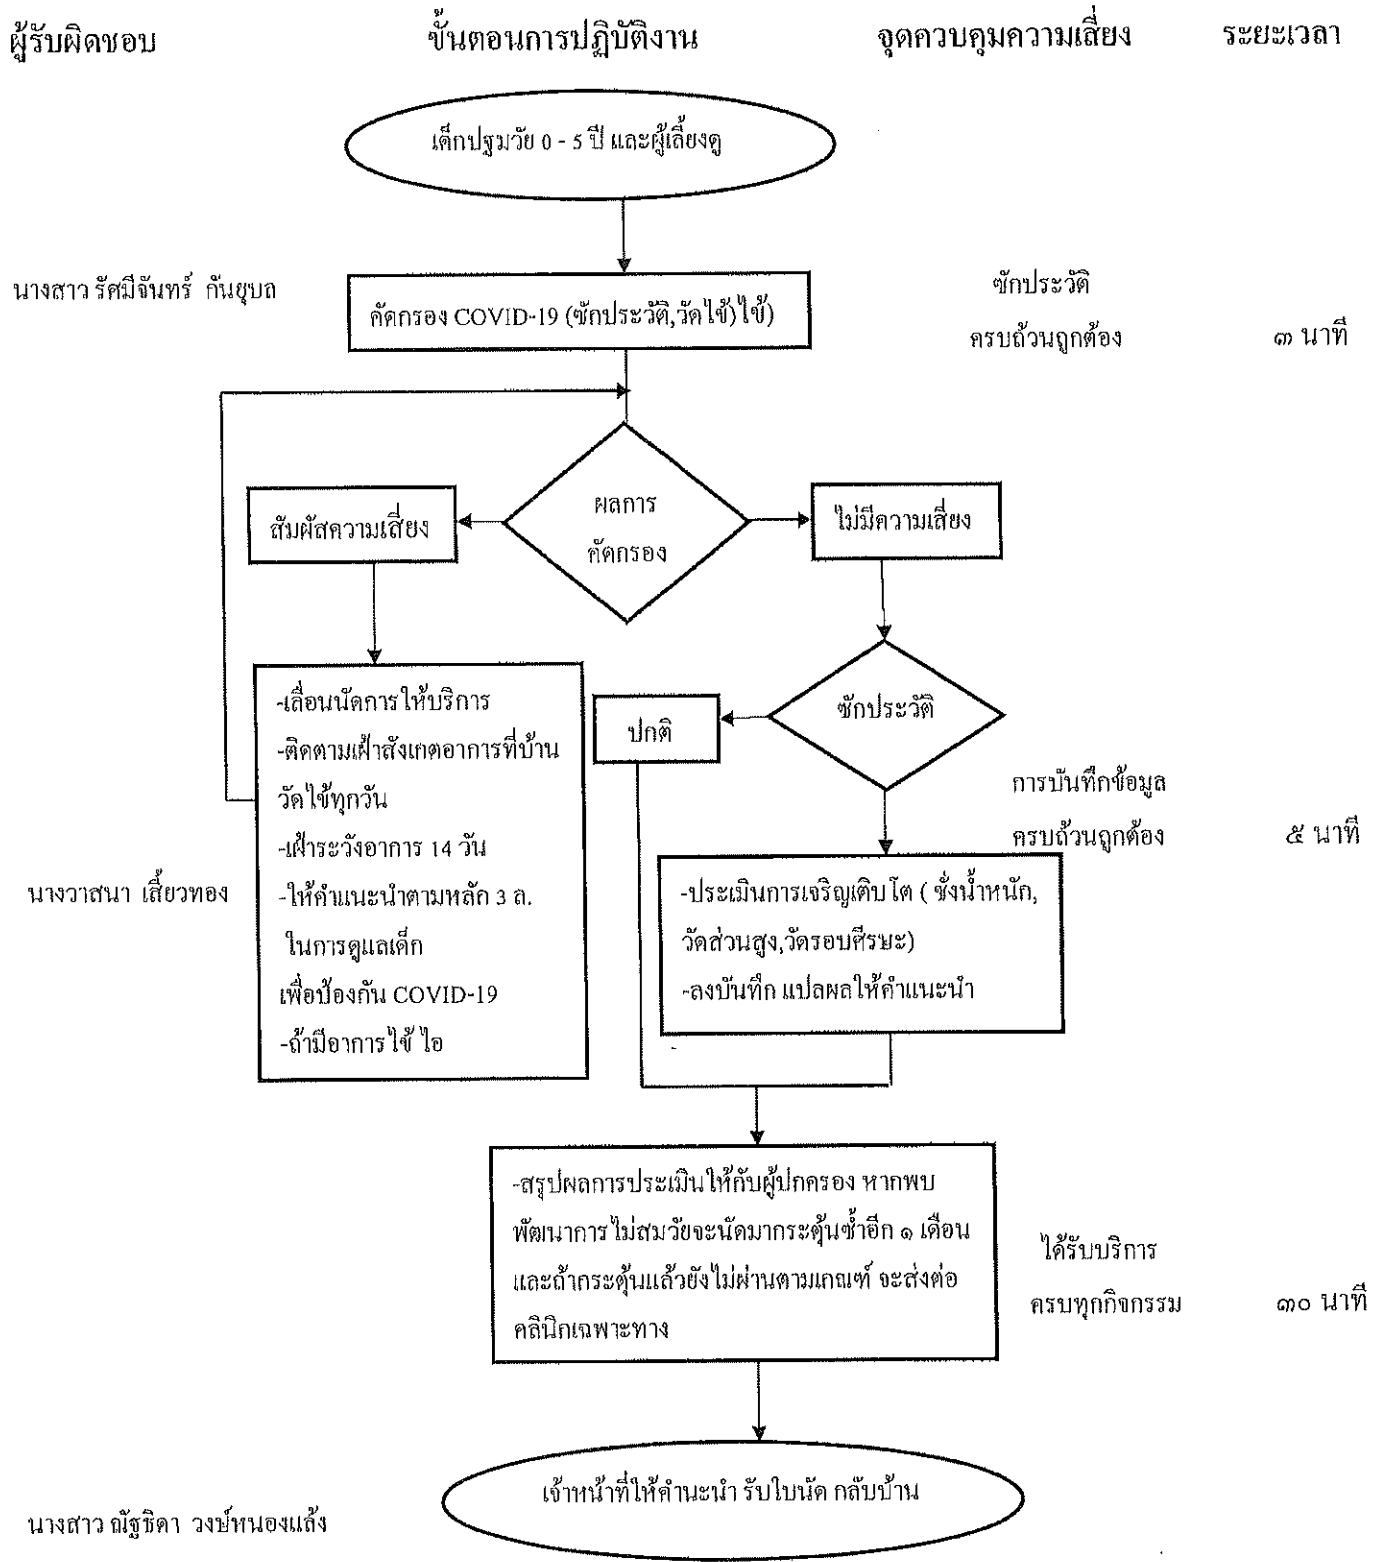 ผู้รับผิดชอบ ขั้นตอนการปฏิบัติงาน จุดควบคุมความเสี่ยง ระยะเวลา
เด็กปฐมวัย 0 - 5 ปี และผู้เลี้ยงดู
นางสาว รัศมีจันทร์ กันยุบล
คัดกรอง COVID-19 (ซักประวัติ,วัดไข้)ไข้)
ซักประวัติ
ครบถ้วนถูกต้อง
๓ นาที
ผลการ
คัดกรอง
สัมผัสความเสี่ยง
ไม่มีความเสี่ยง
-เลื่อนนัดการให้บริการ
-ติดตามเฝ้าสังเกตอาการที่บ้าน
วัดไข้ทุกวัน
-เฝ้าระวังอาการ 14 วัน
-ให้คำแนะนำตามหลัก 3 ล.
ในการดูแลเด็ก
เพื่อป้องกัน COVID-19
-ถ้ามีอาการไข้ ไอ
ปกติ
ซักประวัติ
การบันทึกข้อมูล
ครบถ้วนถูกต้อง
๕ นาที
นางวาสนา เสี้ยวทอง
-ประเมินการเจริญเติบโต ( ชั่งน้ำหนัก,
วัดส่วนสูง,วัดรอบศีรษะ)
-ลงบันทึก แปลผลให้คำแนะนำ
-สรุปผลการประเมินให้กับผู้ปกครอง หากพบ
พัฒนาการไม่สมวัยจะนัดมากระตุ้นซ้ำอีก ๑ เดือน
และถ้ากระตุ้นแล้วยังไม่ผ่านตามเกณฑ์ จะส่งต่อ
คลินิกเฉพาะทาง
ได้รับบริการ
ครบทุกกิจกรรม
๓๐ นาที
เจ้าหน้าที่ให้คำนะนำ รับใบนัด กลับบ้าน
นางสาว ณัฐธิดา วงษ์หนองแล้ง